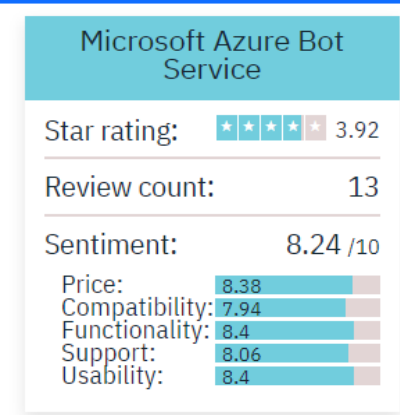 Microsoft Azure Bot
Service
Star rating: 3.92
Review count: 13
Sentiment: 8.24 /10
Price: 8.38
Compatibility: 7.94
Functionality: 8.4
Support: 8.06
Usability: 8.4